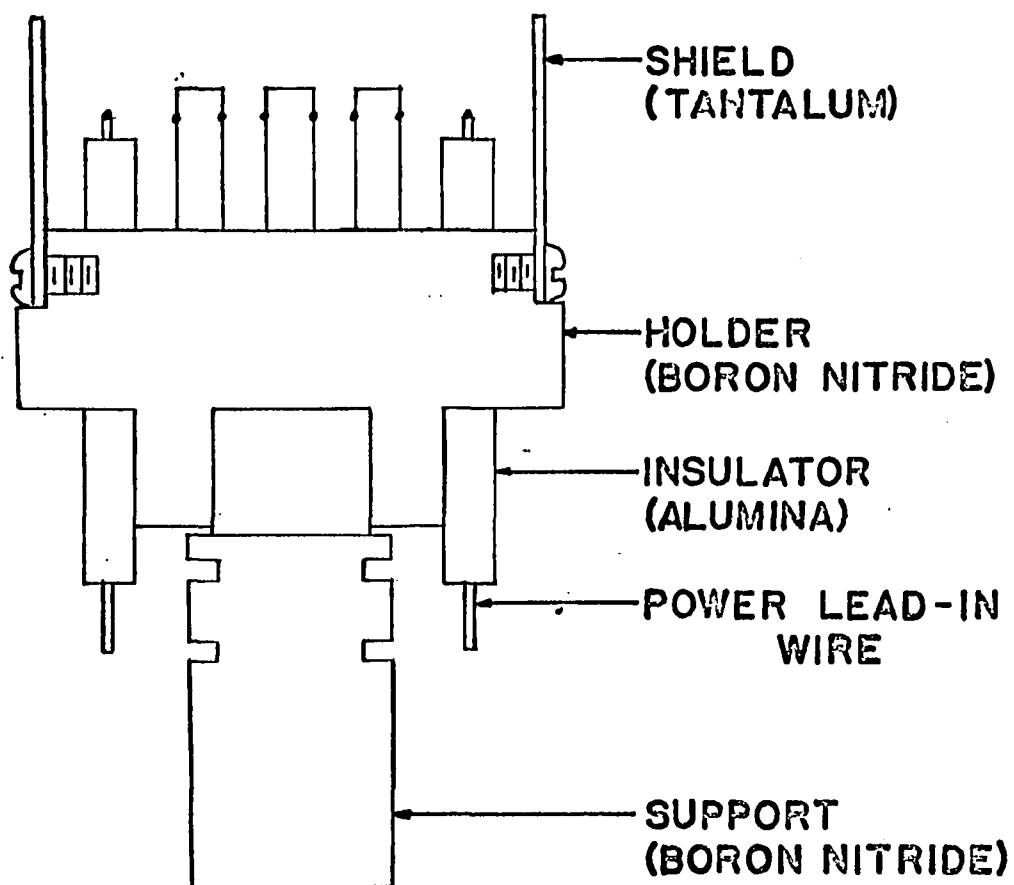 SHIELD
(TANTALUM)
HOLDER
(BORON NITRIDE)
INSULATOR
(ALUMINA)
POWER LEAD-IN
WIRE
SUPPORT
(BORON NITRIDE)